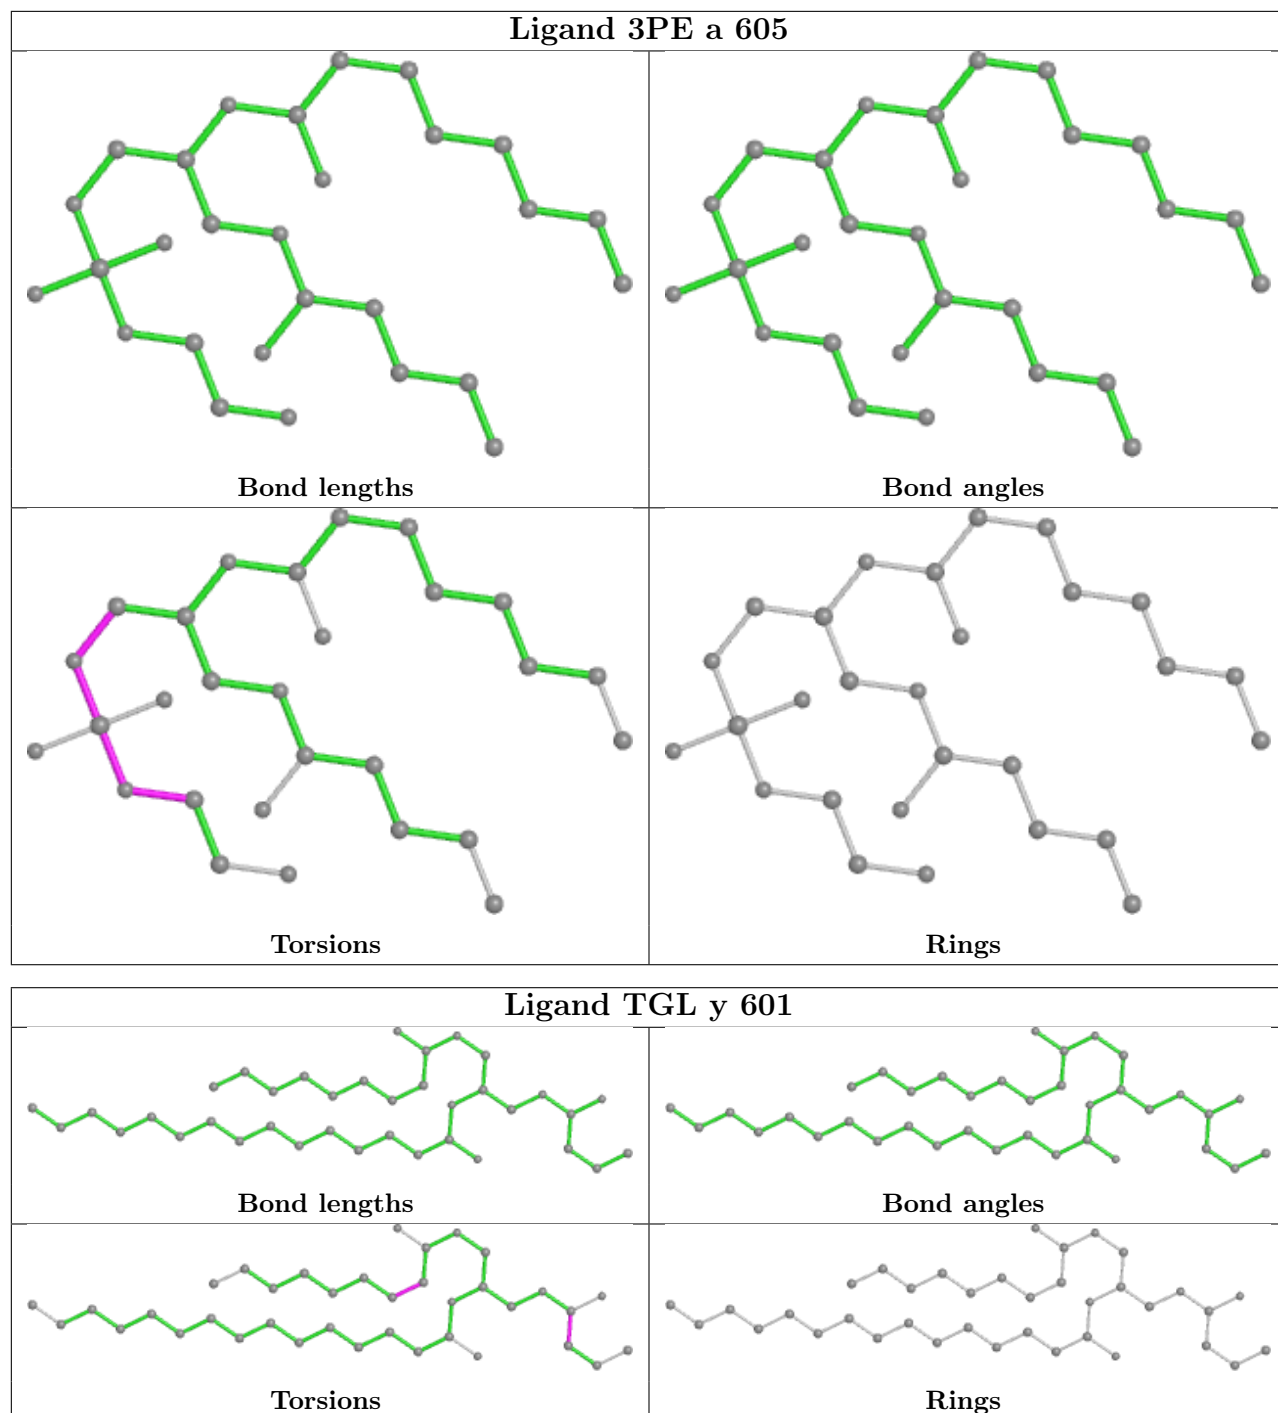 Ligand 3PE a 605
Bond lengths
Bond angles
Torsions
Rings
Ligand TGL y 601
Bond lengths
Bond angles
Torsions
Rings